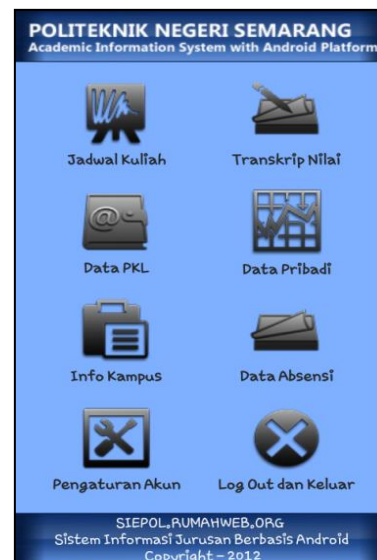 POLITEKNIK NEGERI SEMARANG
Academic Information System with Android Platform
Jadwal Kuliah
Transkrip Nilai
@
Data PKL
Data Pribadi
Info Kampus
Data Absensi
Pengaturan Akun
Log Out dan Keluar
SIEPOL.RUMAHWEB.ORG
Sistem Informasi Jurusan Berbasis Android
Copyright - 2012